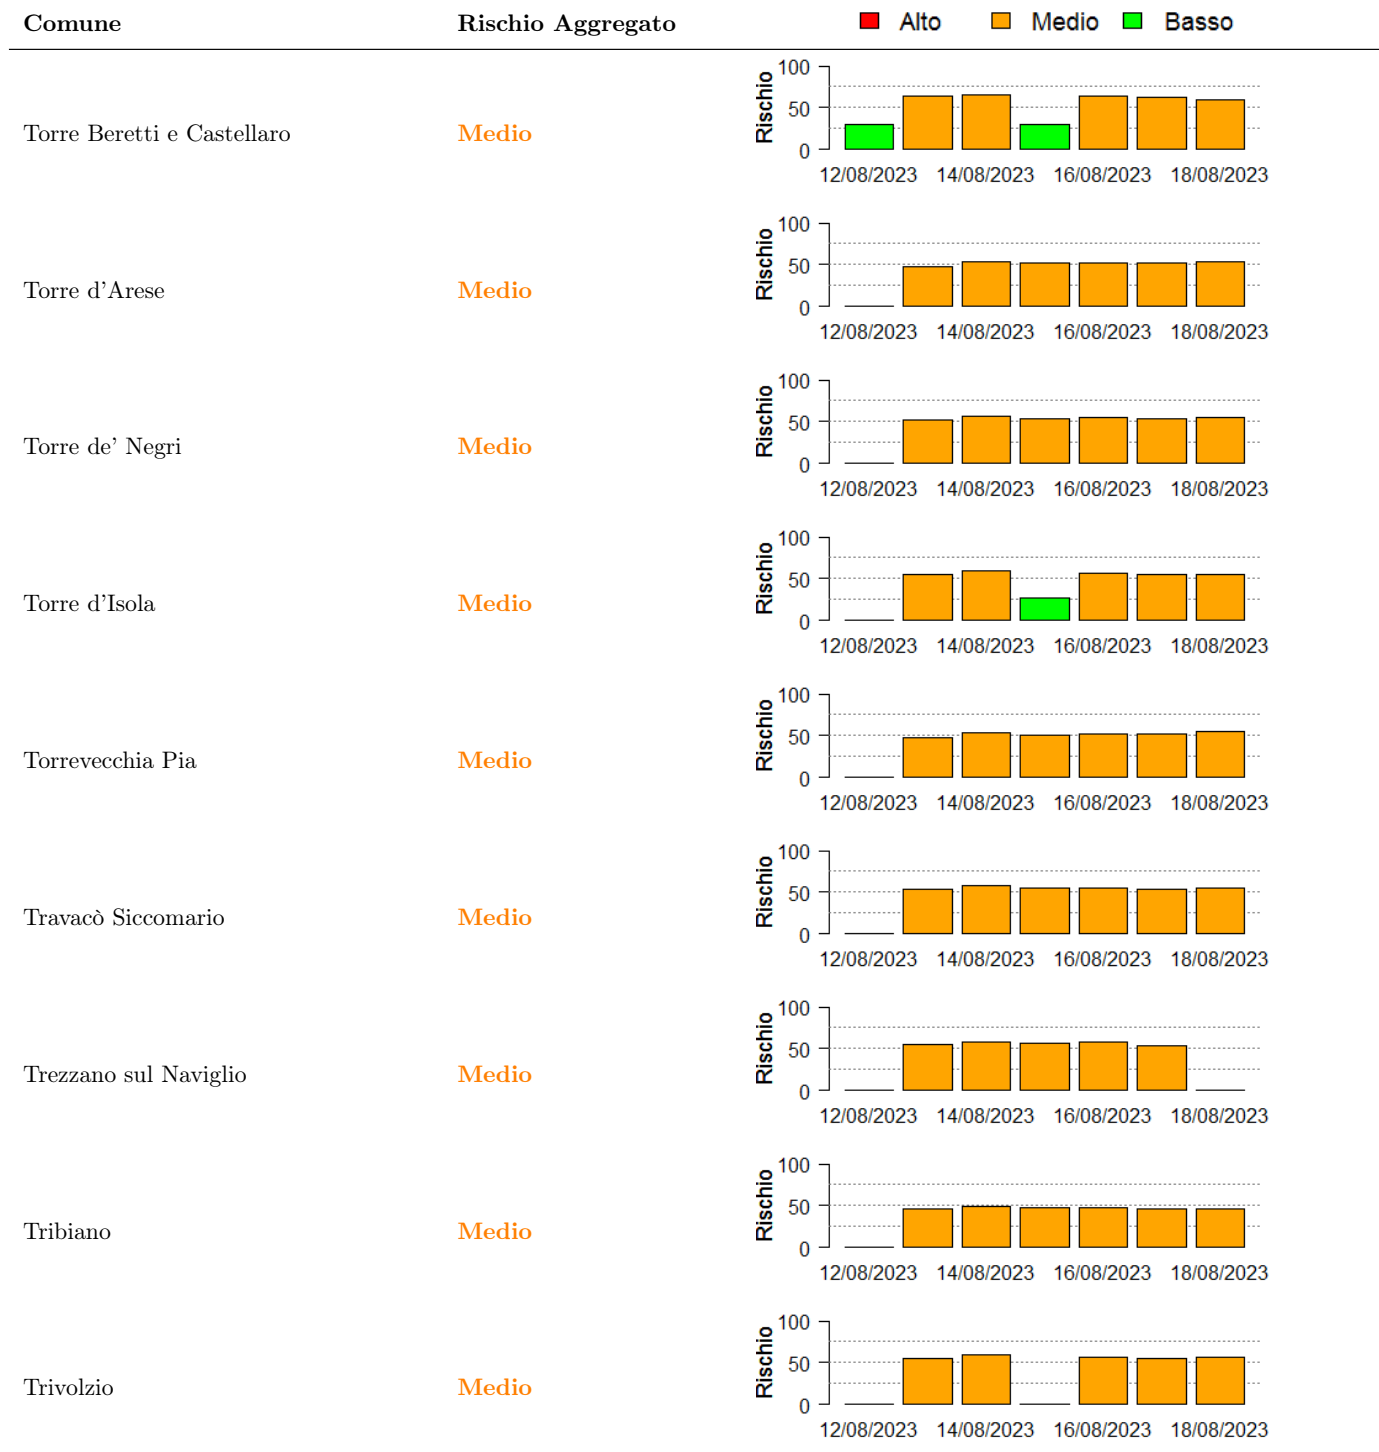 Comune Rischio Aggregato Alto Medio Basso
100
50
0
Rischio
Torre Beretti e Castellaro Medio
12/08/2023 14/08/2023 16/08/2023 18/08/2023
100
50
0
Rischio
Torre d'Arese Medio
12/08/2023 14/08/2023 16/08/2023 18/08/2023
100
50
0
Rischio
Torre de' Negri Medio
12/08/2023 14/08/2023 16/08/2023 18/08/2023
100
50
0
Rischio
Torre d'Isola Medio
12/08/2023 14/08/2023 16/08/2023 18/08/2023
100
50
0
Rischio
Torrevecchia Pia Medio
12/08/2023 14/08/2023 16/08/2023 18/08/2023
100
50
0
Rischio
Travacò Siccomario Medio
12/08/2023 14/08/2023 16/08/2023 18/08/2023
100
50
0
Rischio
Trezzano sul Naviglio Medio
12/08/2023 14/08/2023 16/08/2023 18/08/2023
100
50
0
Rischio
Tribiano Medio
12/08/2023 14/08/2023 16/08/2023 18/08/2023
100
50
0
Rischio
Trivolzio Medio
12/08/2023 14/08/2023 16/08/2023 18/08/2023